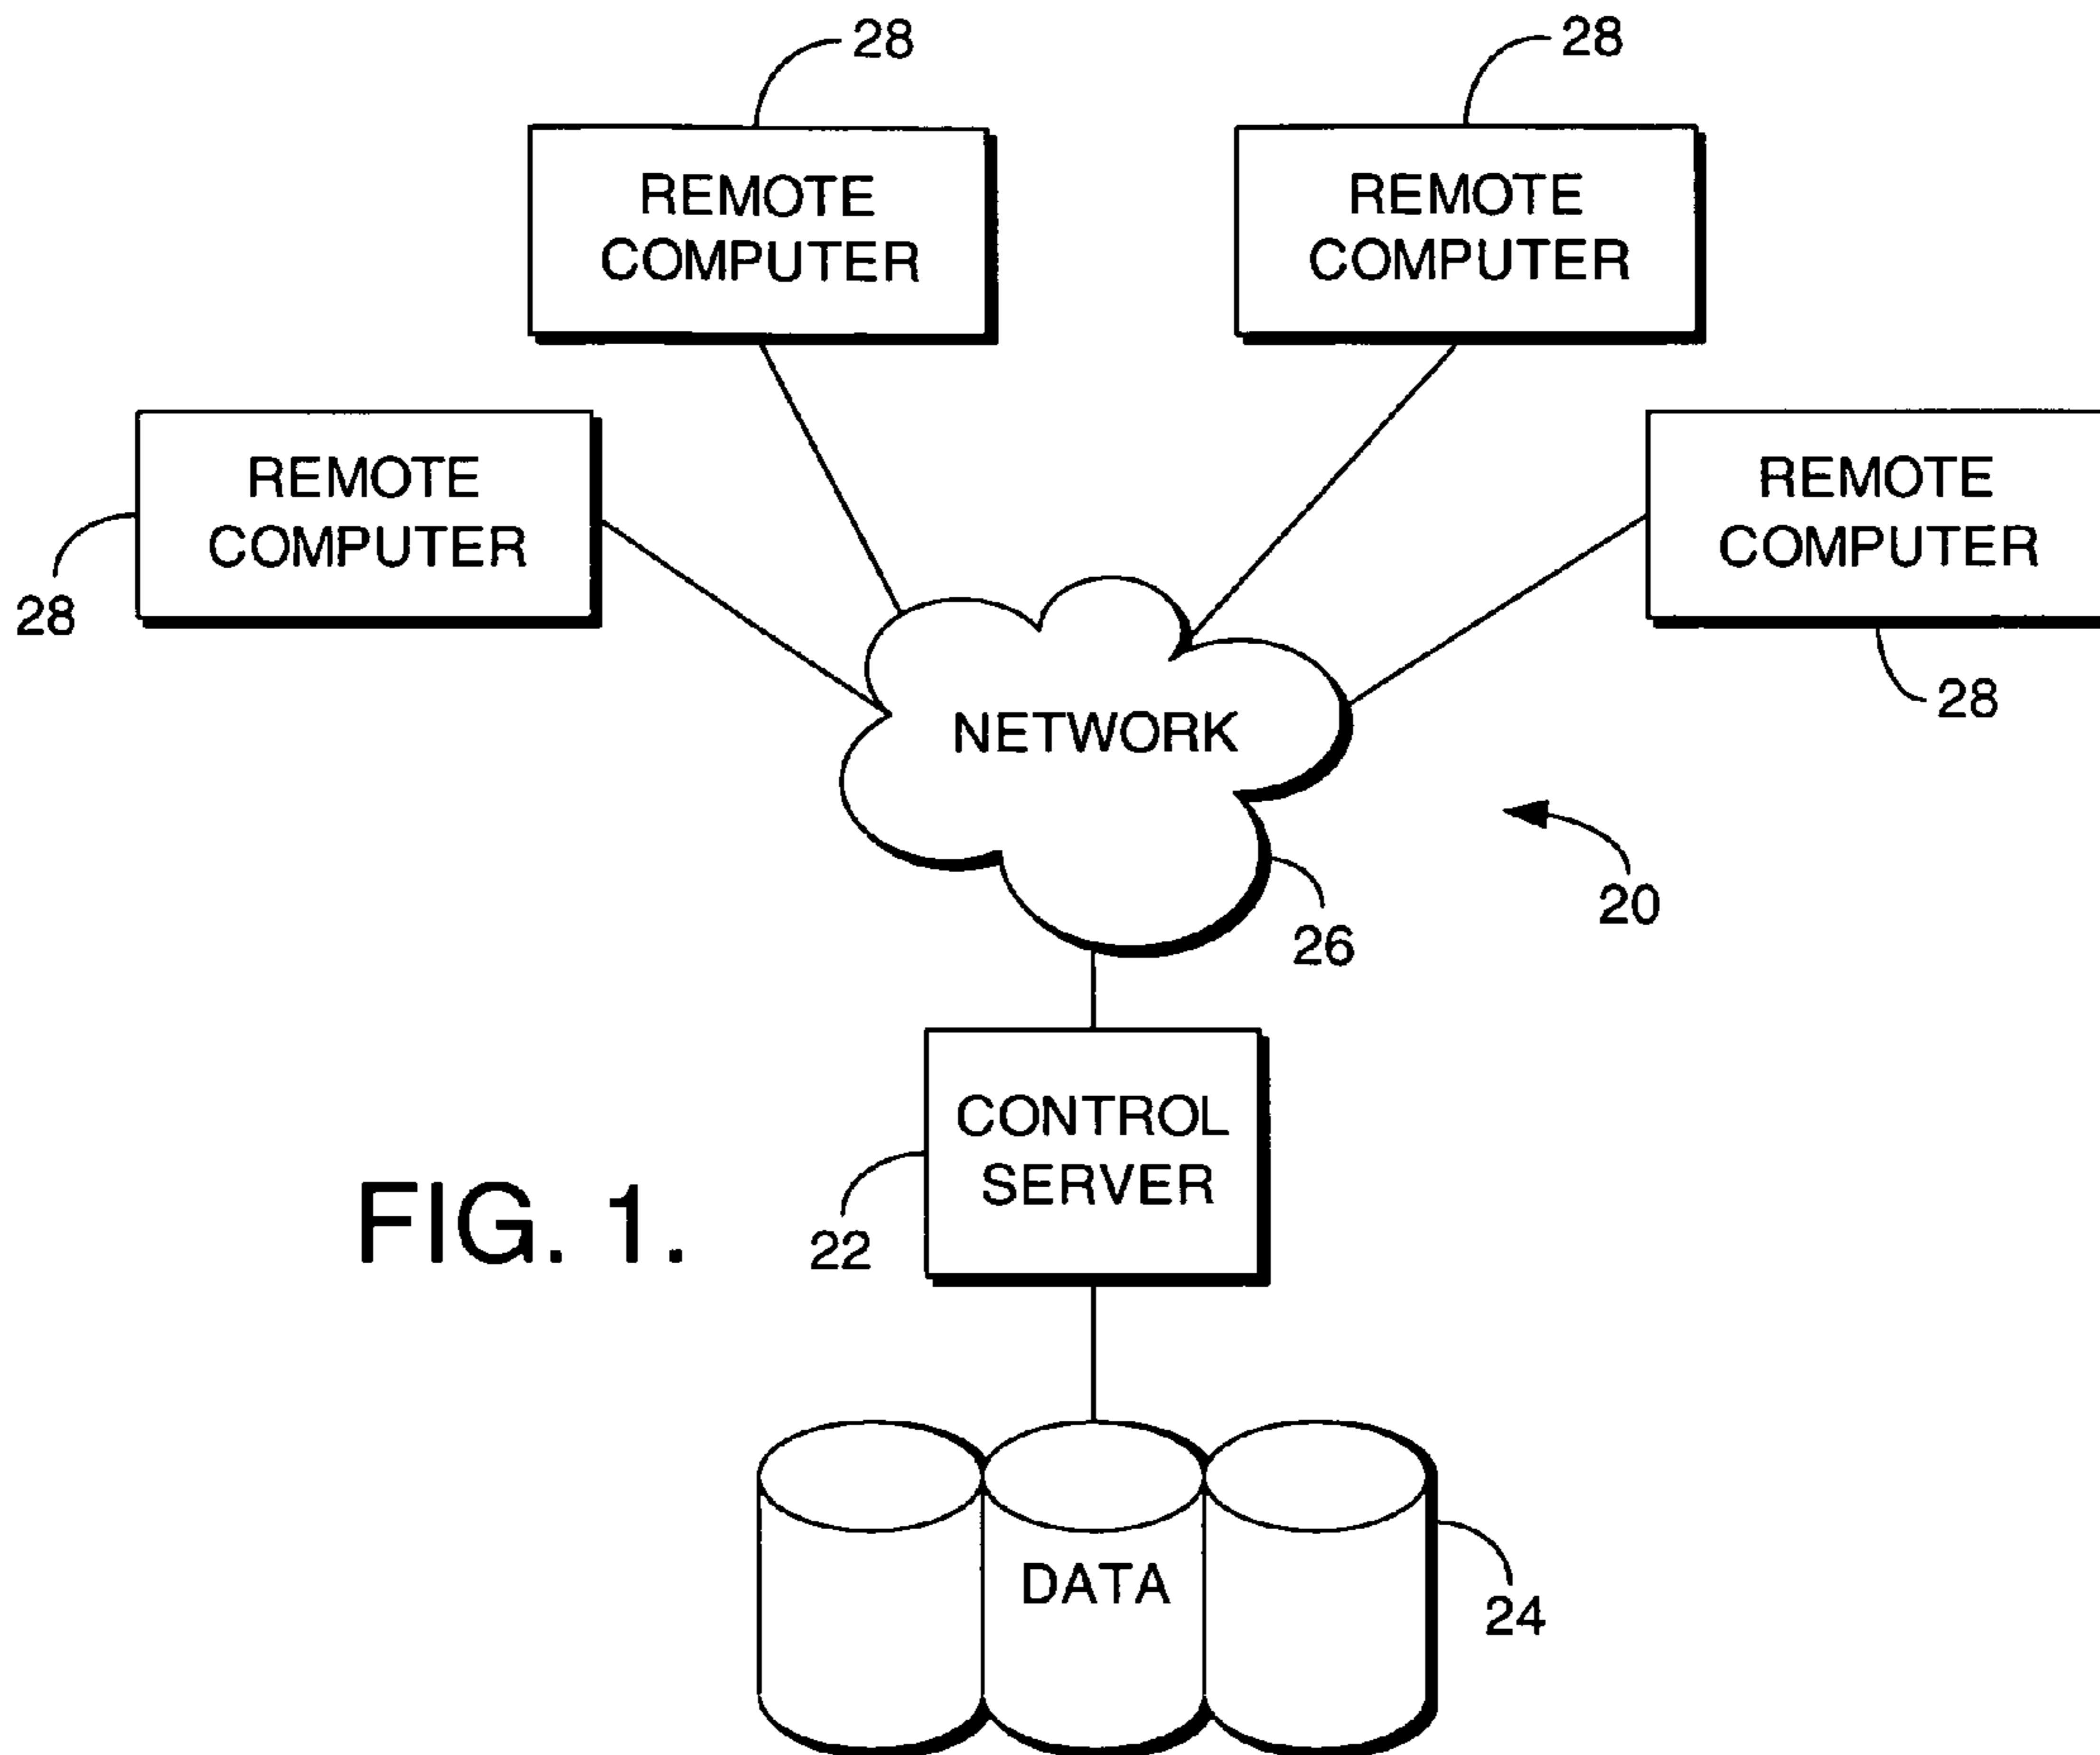 28
28
REMOTE
COMPUTER
REMOTE
COMPUTER
REMOTE
COMPUTER
REMOTE
COMPUTER
28
28
NETWORK
20
26
CONTROL
SERVER
FIG. 1.
22
DATA
24